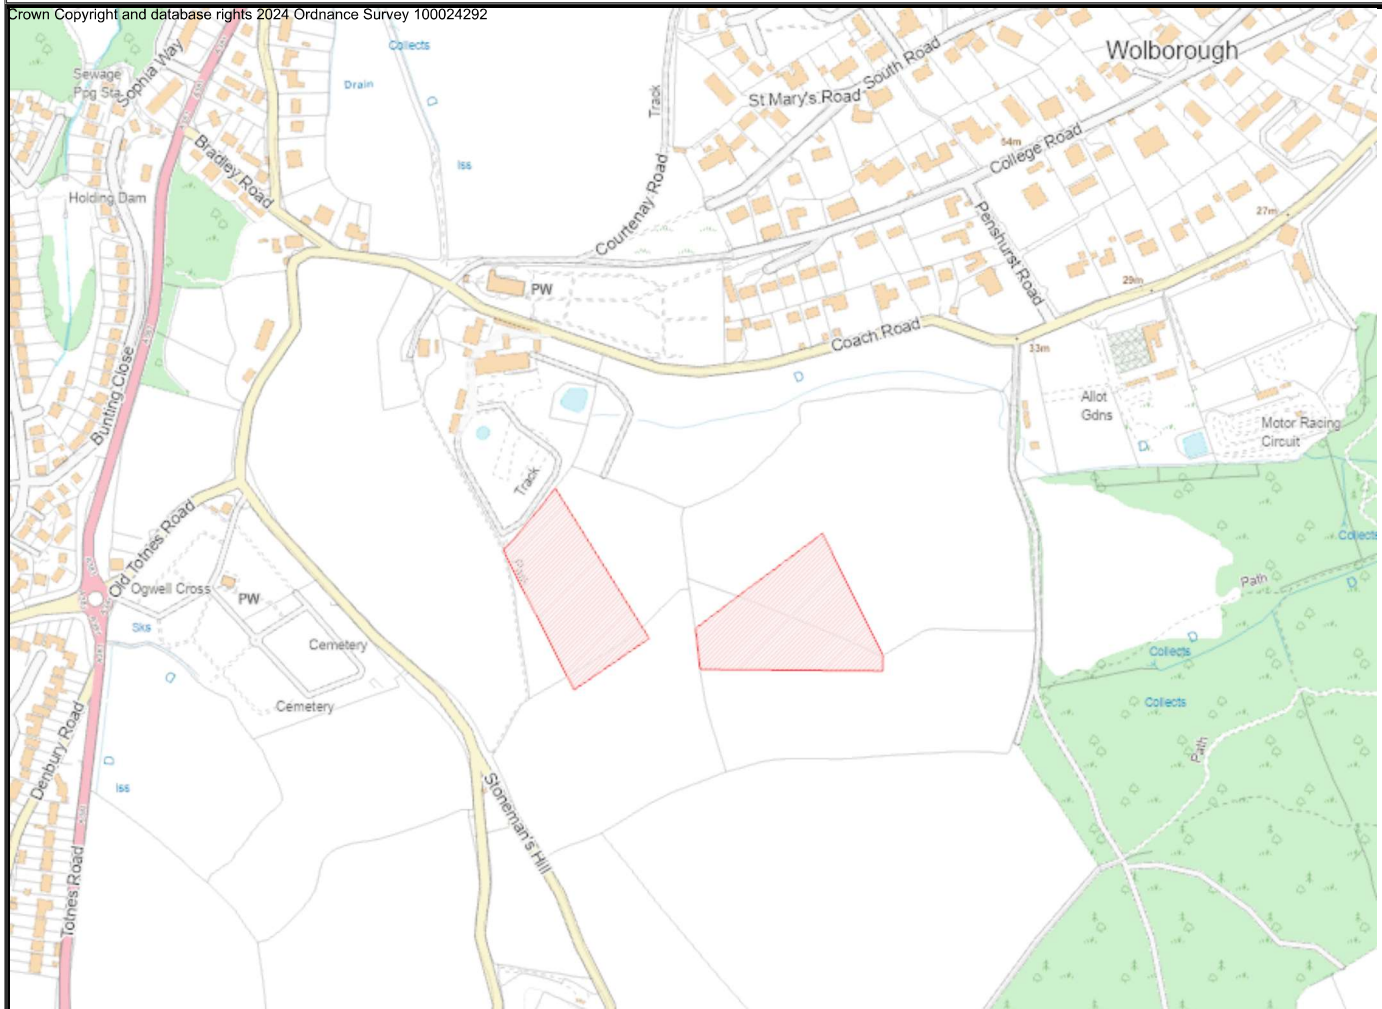 Crown Copyright and database rights 2024 Ordnance Survey 100024292
Collects
Wolborough
South Road
Sophia Way
Sewage
Ppg Sta
Drain
D
Track
St Mary's Road
College Road
54m
Bradley Road
Iss
Holding Dam
Courtenay Road
Penshurst Road
27m
29m
PW
Coach Road
33m
Bunting Close
D
Allot
Gdns
Motor Racing
Circuit
D
Track
Old Totnes Road
Collects
Path
Ogwell Cross
PW
Path
D
Sks
Cemetery
D
Collects
D
Cemetery
Collects
Denbury Road
Path
D
Iss
Stoneman's Hill
Totnes Road